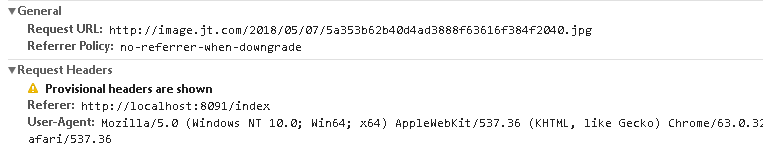 General
Request URL: http://image.jt.com/2018/05/07/5a353b62b40d4ad3888f63616f384f2040.jpg
Referrer Policy: no-referrer-when-downgrade
Request Headers
Provisional headers are shown
Referer: http://localhost:8091/index
User-Agent: Mozilla/5.0 (Windows NT 10.0; Win64; x64) AppleWebKit/537.36 (KHTML, like Gecko) Chrome/63.0.32
afari/537.36